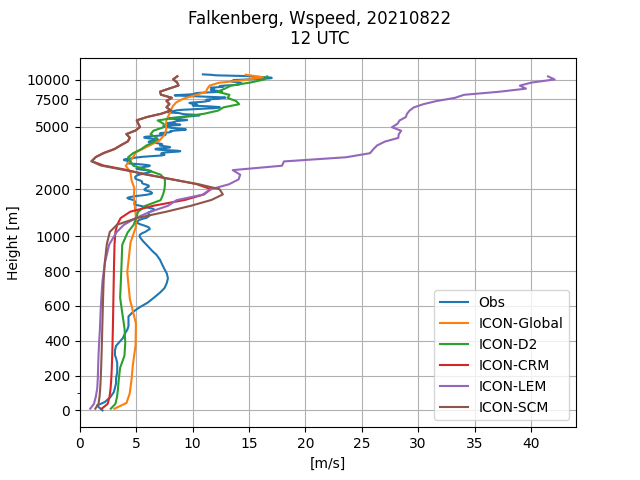 Falkenberg, Wspeed, 20210822
12 UTC
Height [m]
10000
7500
5000
2000
1000
800
600
400
200
0
Obs
ICON-Global
ICON-D2
ICON-CRM
ICON-LEM
ICON-SCM
0 5 10 15 20 25 30 35 40
[m/s]